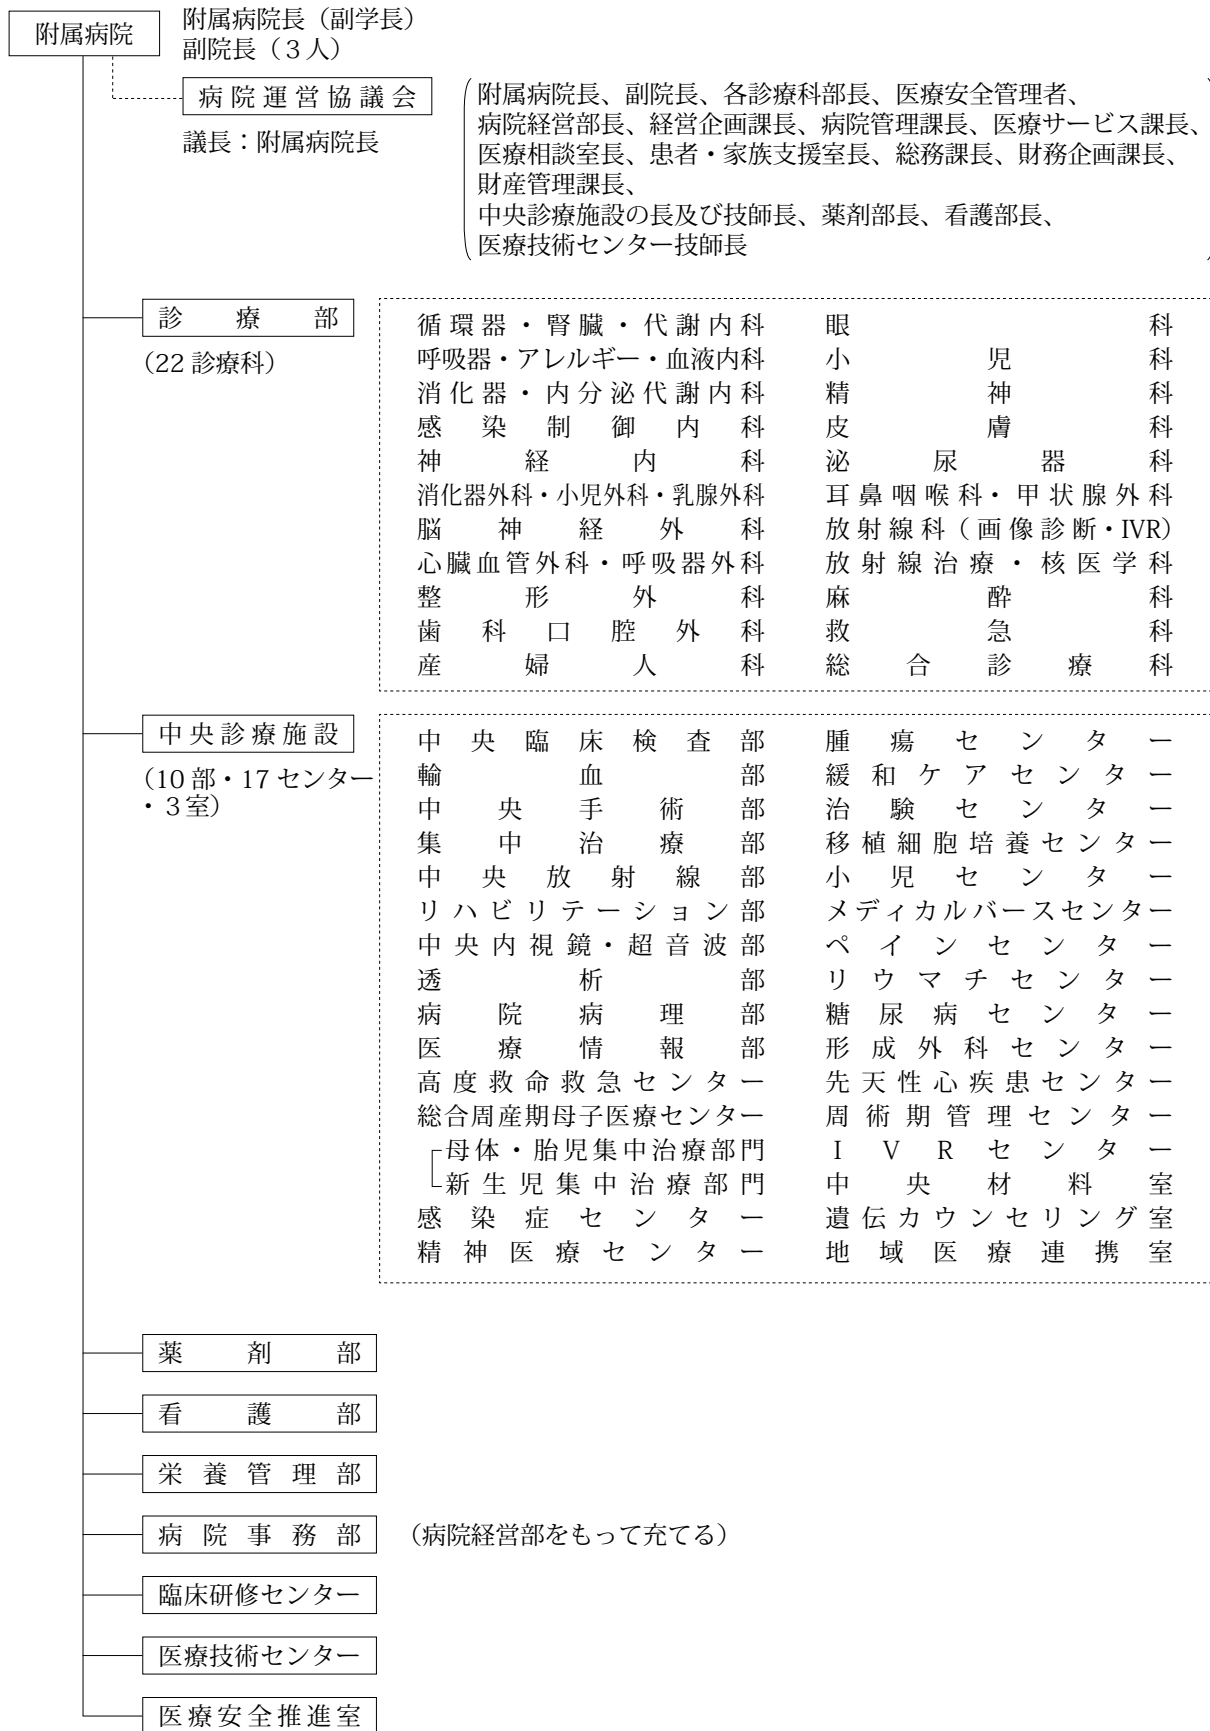 附属病院
附属病院長（副学長）
副院長（３人）
病院運営協議会
議長：附属病院長
附属病院長、副院長、各診療科部長、医療安全管理者、
病院経営部長、経営企画課長、病院管理課長、医療サービス課長、
医療相談室長、患者・家族支援室長、総務課長、財務企画課長、
財産管理課長、
中央診療施設の長及び技師長、薬剤部長、看護部長、
医療技術センター技師長
診療部
（22 診療科）
循環器・腎臓・代謝内科
呼吸器・アレルギー・血液内科
消化器・内分泌代謝内科
感染制御内科
神経内科
消化器外科・小児外科・乳腺外科
脳神経外科
心臓血管外科・呼吸器外科
整形外科
歯科口腔外科
産婦人科
眼科
小児科
精神科
皮膚科
泌尿器科
耳鼻咽喉科・甲状腺外科
放射線科（画像診断・IVR）
放射線治療・核医学科
麻酔科
救急科
総合診療科
中央診療施設
（10 部・17 センター
・３室）
中央臨床検査部
輸血部
中央手術部
集中治療部
中央放射線部
リハビリテーション部
中央内視鏡・超音波部
透析部
病院病理部
医療情報部
高度救命救急センター
総合周産期母子医療センター
母体・胎児集中治療部門
新生児集中治療部門
感染症センター
精神医療センター
腫瘍センター
緩和ケアセンター
治験センター
移植細胞培養センター
小児センター
メディカルバースセンター
ペインセンター
リウマチセンター
糖尿病センター
形成外科センター
先天性心疾患センター
周術期管理センター
ＩＶＲセンター
中央材料室
遺伝カウンセリング室
地域医療連携室
薬剤部
看護部
栄養管理部
病院事務部
（病院経営部をもって充てる）
臨床研修センター
医療技術センター
医療安全推進室